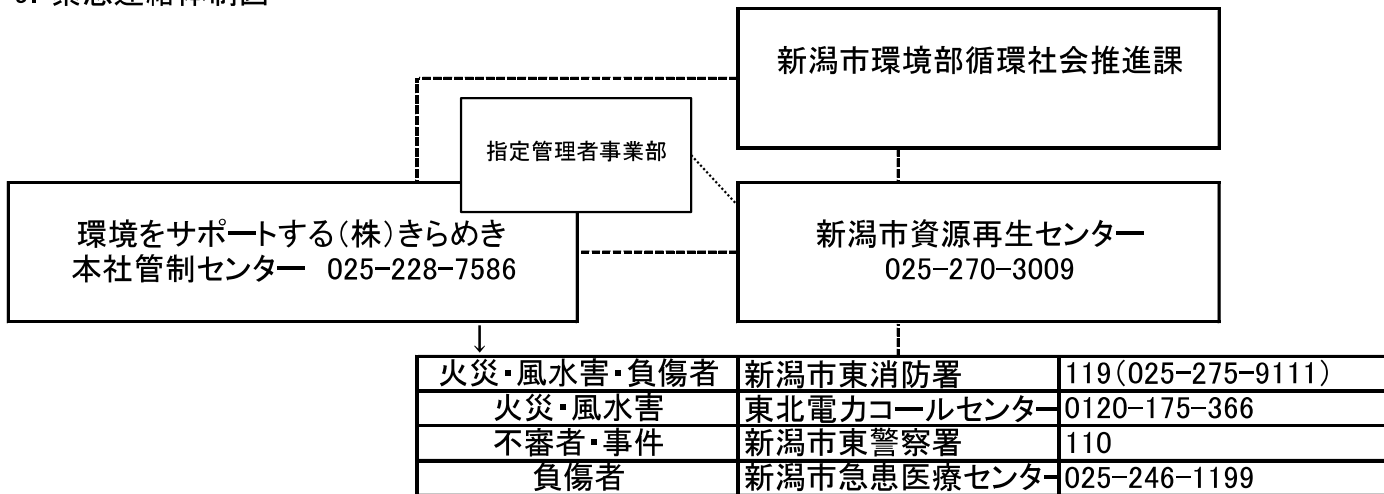 新潟市環境部循環社会推進課
指定管理者事業部
環境をサポートする(株)きらめき
本社管制センター 025-228-7586
新潟市資源再生センター
025-270-3009
↓
火災・風水害・負傷者 新潟市東消防署 119(025-275-9111)
火災・風水害 東北電力コールセンター 0120-175-366
不審者・事件 新潟市東警察署 110
負傷者 新潟市急患医療センター 025-246-1199